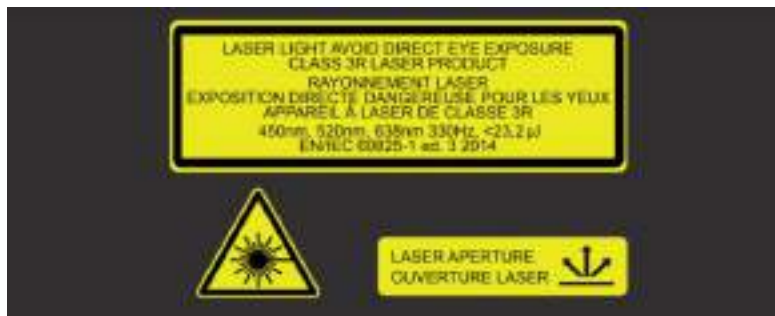 LASER LIGHT AVOID DIRECT EYE EXPOSURE
CLASS 3R LASER PRODUCT
RAYONNEMENT LASER
EXPOSITION DIRECTE DANGEREUSE POUR LES YEUX
APPAREIL À LASER DE CLASSE 3R
450nm, 520nm, 638nm 330Hz, <23,2 µJ
EN/IEC 60825-1 ed. 3 2014
LASER APERTURE
OUVERTURE LASER